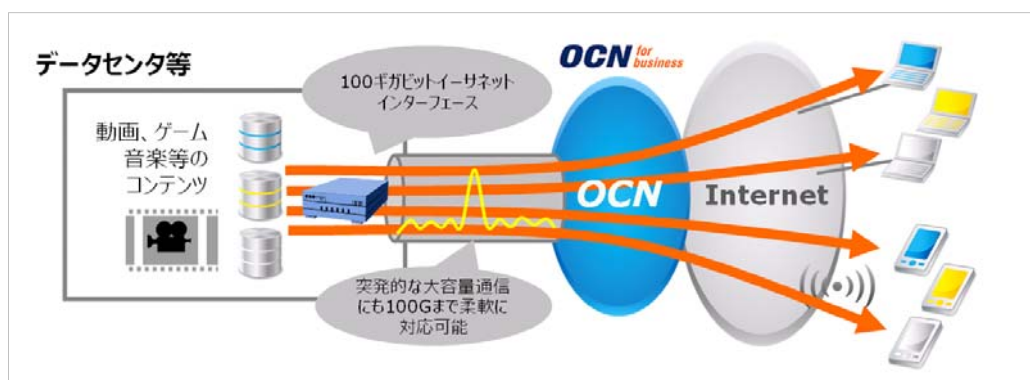 データセンタ等
動画、ゲーム
音楽等の
コンテンツ
100ギガビットイーサネット
インターフェース
突発的な大容量通信
にも100Gまで柔軟に
対応可能
OCN for
business
OCN
Internet